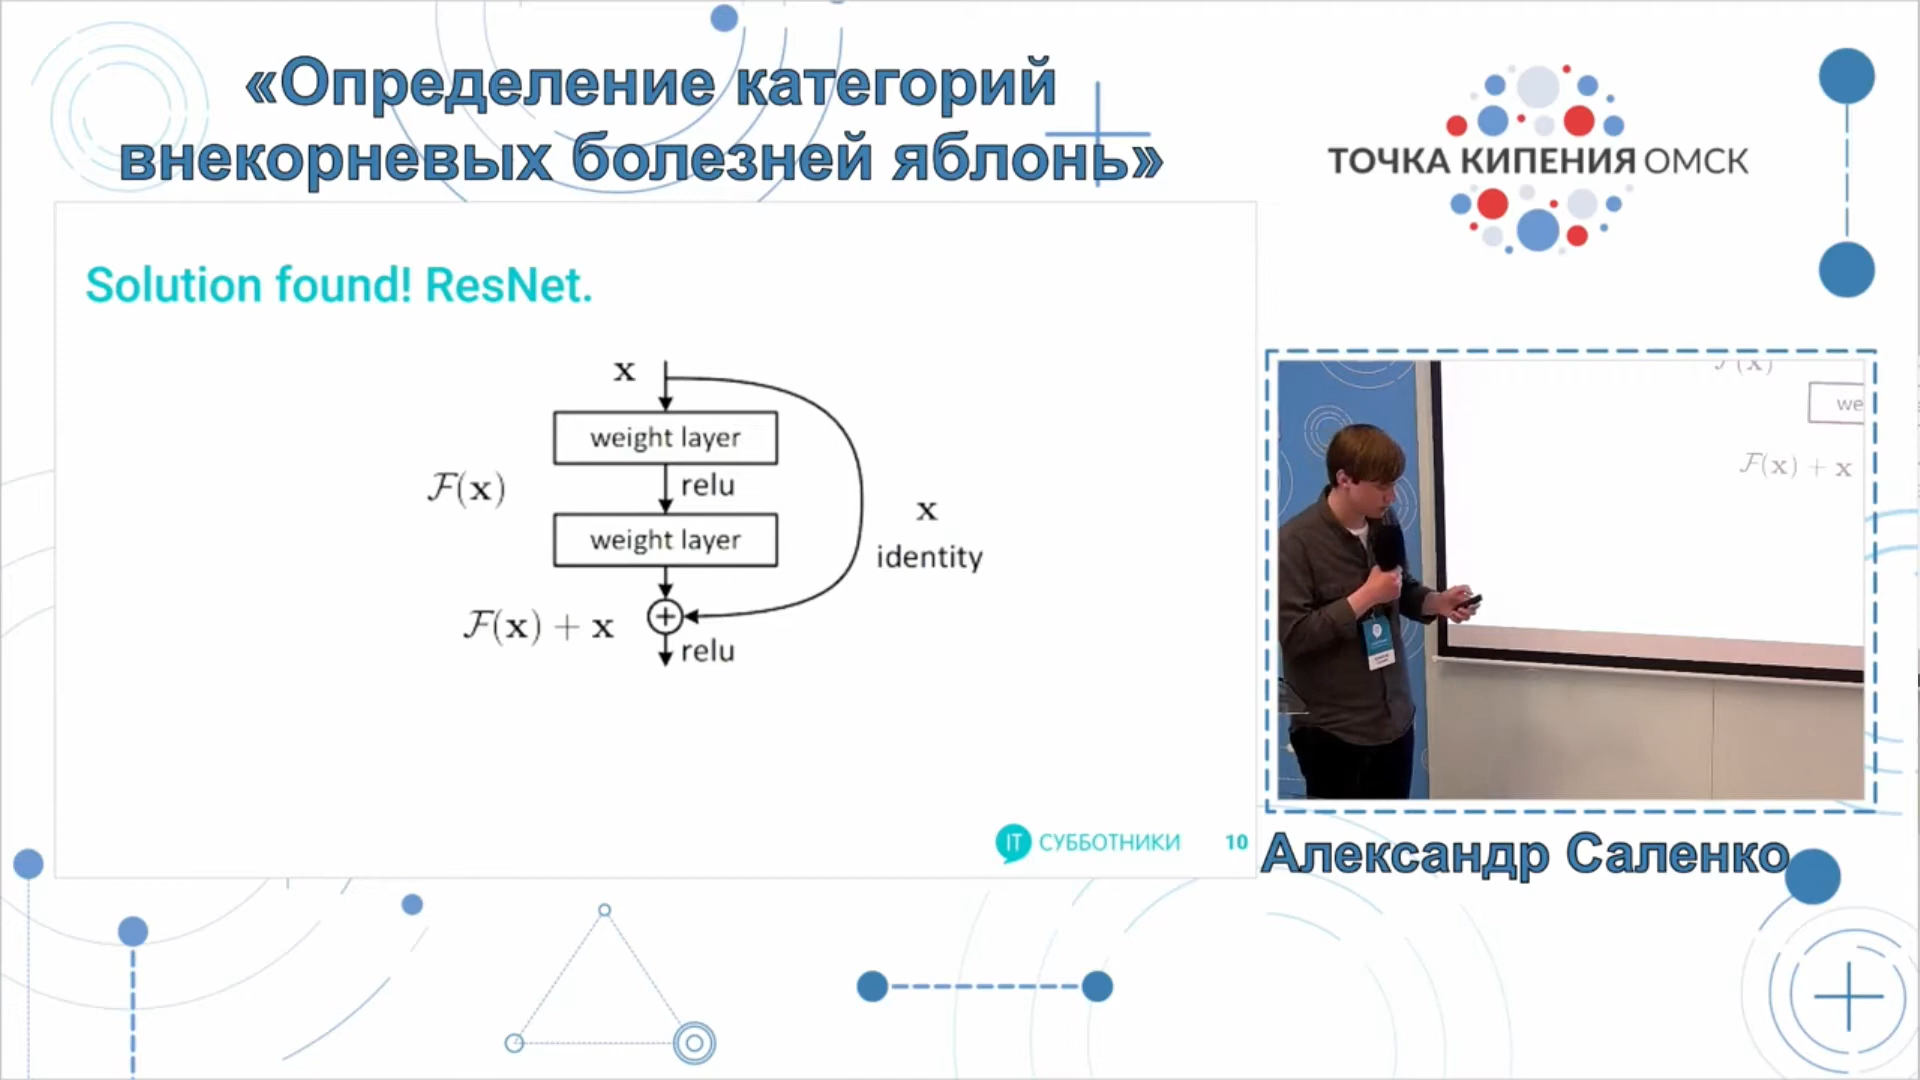 «Определение категорий
внекорневых болезней яблонь»
ТОЧКА КИПЕНИЯ ОМСК
Solution found! ResNet.
x
weight layer
F(x)
relu
x
weight layer
identity
F(x) + x
relu
IT СУББОТНИКИ
10
F(x)
we
F(x) + x
Александр Саленко